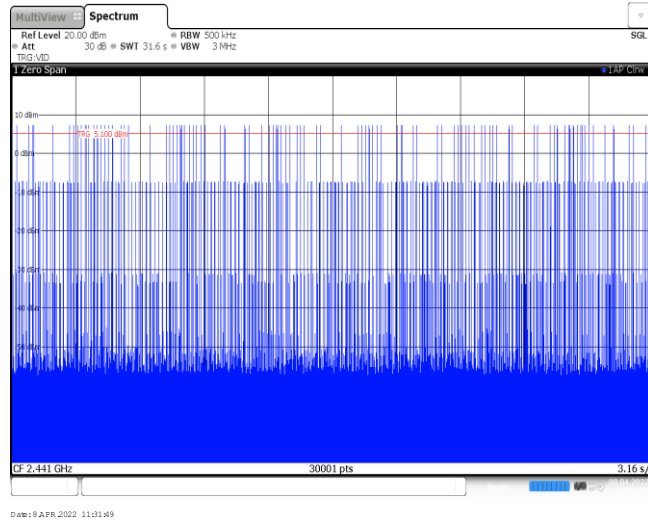 MultiView Spectrum
Ref Level 20.00 dBm RBW 500 kHz SGL
Att 30 dB SWT 31.6 s VBW 3 MHz
TRG:VID
1 Zero Span 1AP Clrw
10 dBm
TRG 5.100 dBm
0 dBm
-10 dBm
-20 dBm
-30 dBm
-40 dBm
-50 dBm
CF 2.441 GHz 30001 pts 3.16 s/
Date: 8.APR.2022 11:31:49